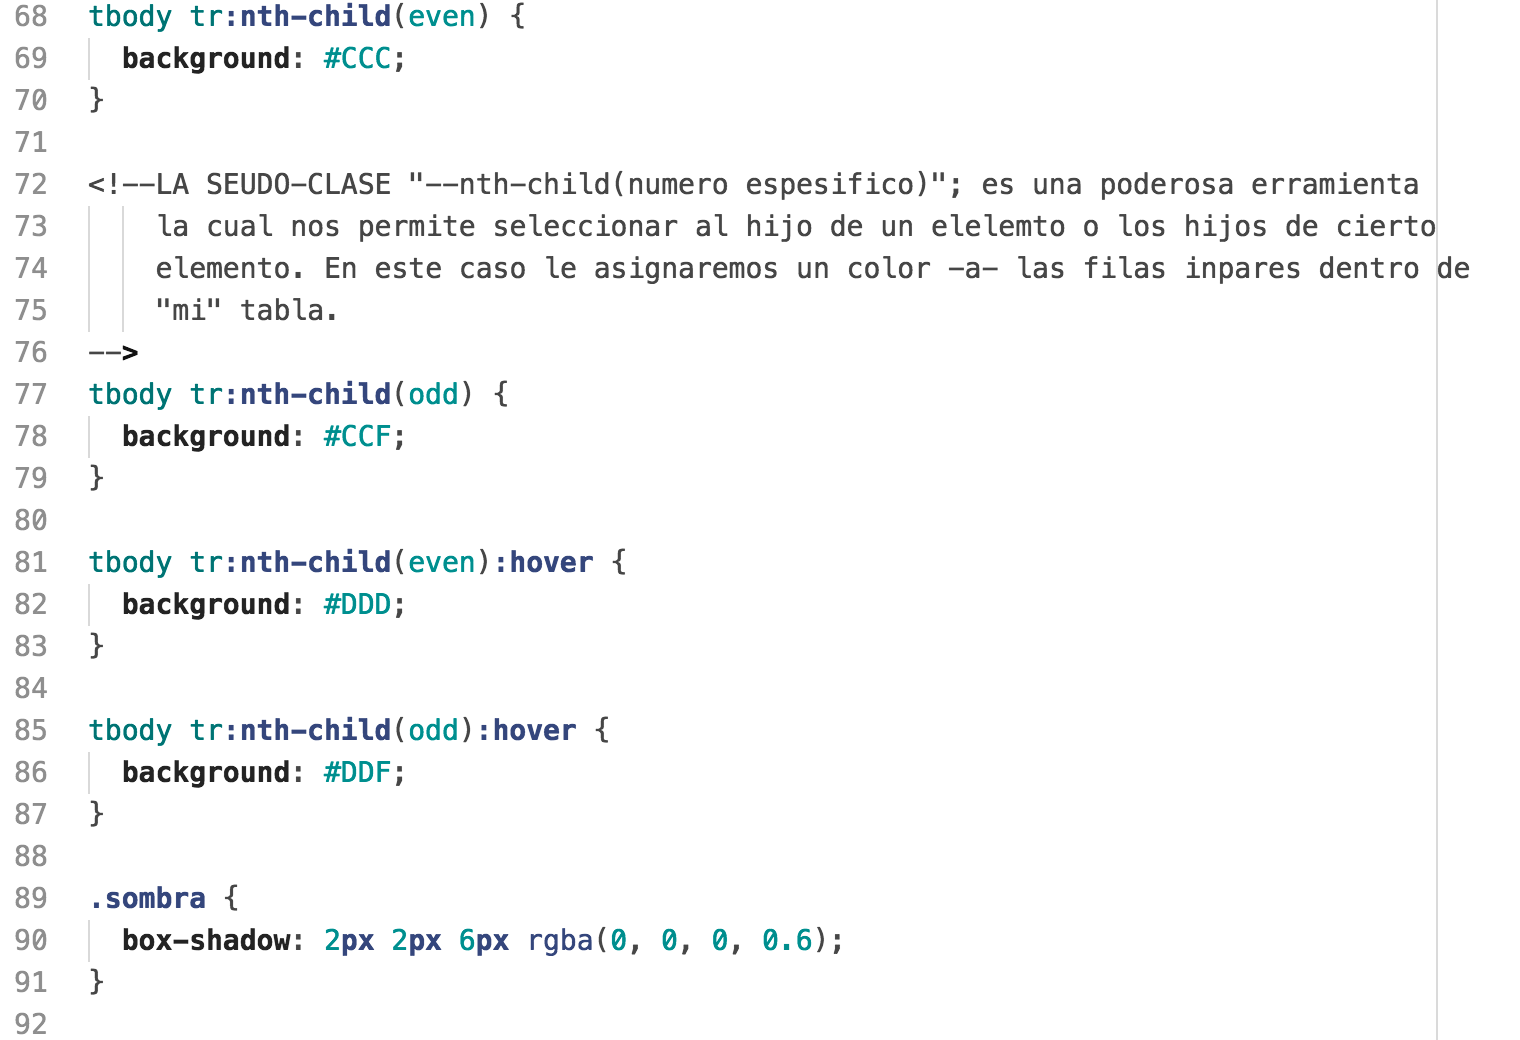 68 tbody tr:nth-child(even) {
69 background: #CCC;
70 }
71
72 <!--LA SEUDO-CLASE "--nth-child(numero espesifico)"; es una poderosa erramienta
73 la cual nos permite seleccionar al hijo de un elelemto o los hijos de cierto
74 elemento. En este caso le asignaremos un color -a- las filas inpares dentro de
75 "mi" tabla.
76 -->
77 tbody tr:nth-child(odd) {
78 background: #CCF;
79 }
80
81 tbody tr:nth-child(even):hover {
82 background: #DDD;
83 }
84
85 tbody tr:nth-child(odd):hover {
86 background: #DDF;
87 }
88
89 .sombra {
90 box-shadow: 2px 2px 6px rgba(0, 0, 0, 0.6);
91 }
92